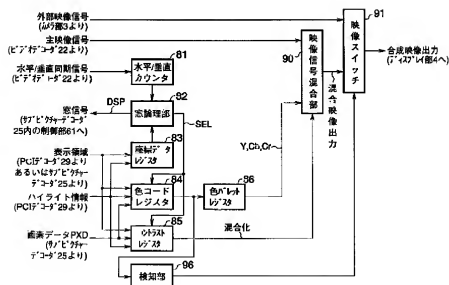 外部映像信号
(カメラ部3より)
主映像信号
(ビデオデコーダ22より)
水平/垂直同期信号
(ビデオデコーダ22より)
窓信号
(サブピクチャーデコーダ
25内の制御部61へ)
DSP
表示領域
(PCIデコーダ29より
あるいはサブピクチャー
デコーダ25より)
ハイライト情報
(PCIデコーダ29より)
画素データPXD
(サブピクチャー
デコーダ25より)
81
水平/垂直
カウンタ
82
窓論理部
SEL
83
座標データ
レジスタ
84
色コード
レジスタ
85
コントラスト
レジスタ
86
色パレット
レジスタ
Y,Cb,Cr
混合化
96
検知部
90
映像信号混合部
混合映像出力
91
映像スイッチ
合成映像出力
(ディスプレイ部4へ)